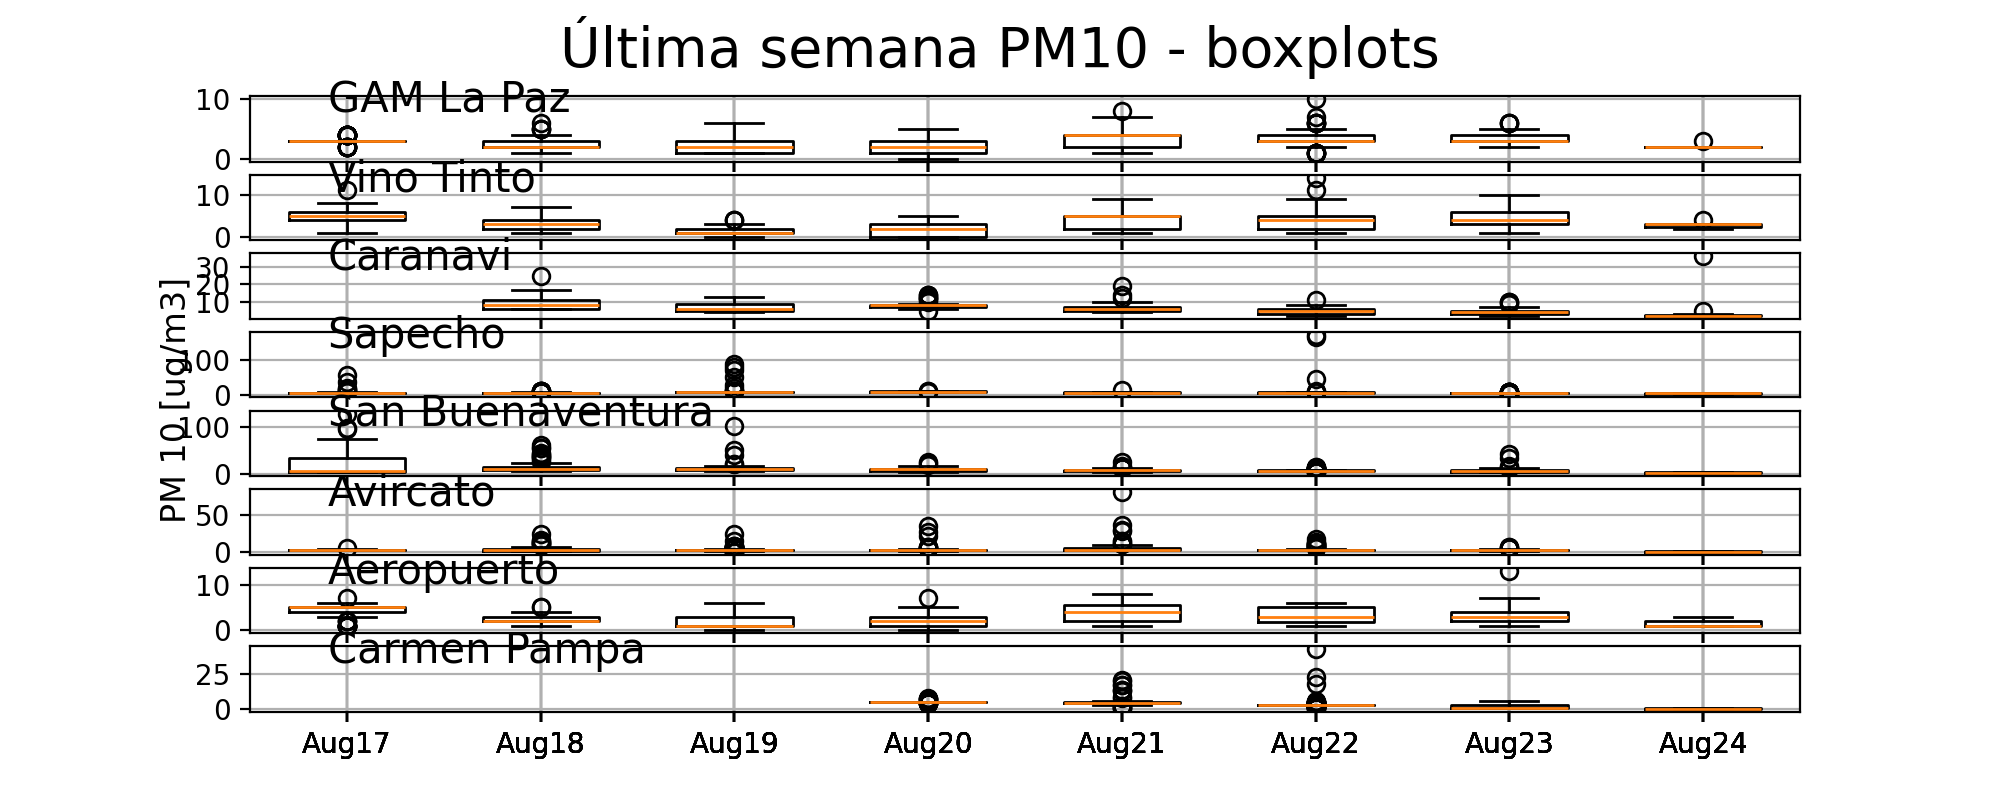 Última semana PM10 - boxplots
PM 10 [ug/m3]
GAM La Paz
10
0
Vino Tinto
10
0
Caranavi
30
20
10
Sapecho
100
0
San Buenaventura
100
0
Avircato
50
0
Aeropuerto
10
0
Carmen Pampa
25
0
Aug17 Aug18 Aug19 Aug20 Aug21 Aug22 Aug23 Aug24